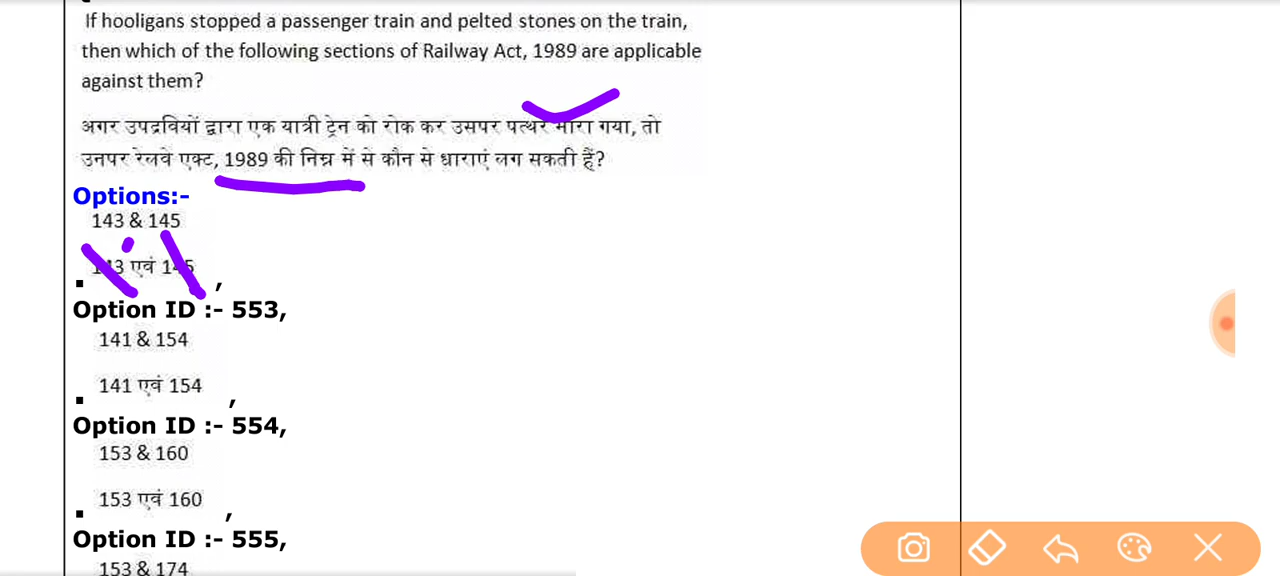 If hooligans stopped a passenger train and pelted stones on the train,
then which of the following sections of Railway Act, 1989 are applicable
against them?
अगर उपद्रवियों द्वारा एक यात्री ट्रेन को रोक कर उसपर पत्थर मारा गया, तो
उनपर रेलवे एक्ट, 1989 की निम्न में से कौन से धाराएं लग सकती हैं?
Options:-
143 & 145
143 एवं 145 ,
Option ID :- 553,
141 & 154
141 एवं 154 ,
Option ID :- 554,
153 & 160
153 एवं 160 ,
Option ID :- 555,
153 & 174